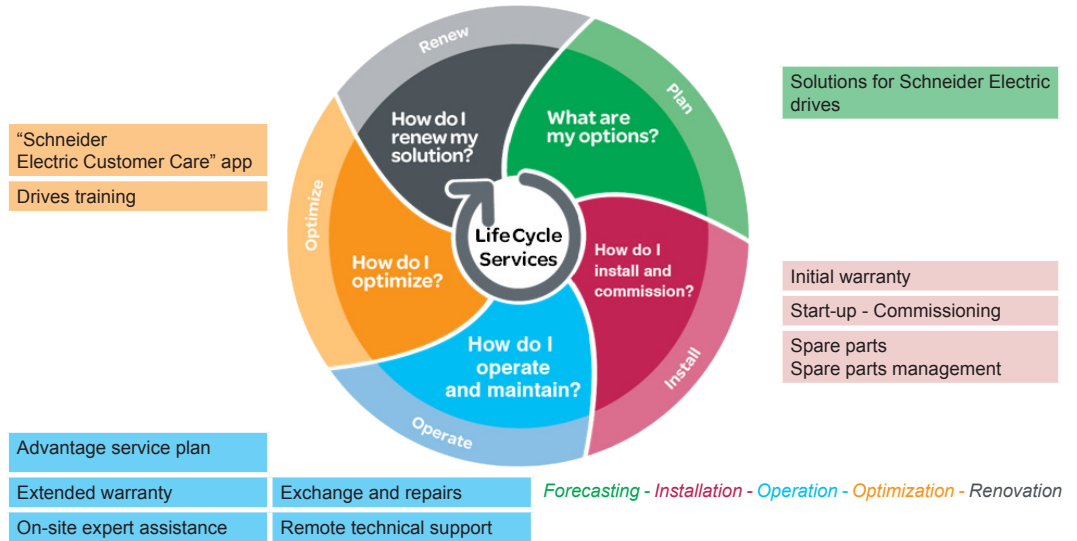 Renew
Plan
How do I
renew my
solution?
What are
my options?
Solutions for Schneider Electric
drives
“Schneider
Electric Customer Care” app
Drives training
Optimize
How do I
optimize?
LifeCycle
Services
How do I
install and
commission?
Install
Initial warranty
Start-up - Commissioning
Spare parts
Spare parts management
How do I
operate
and maintain?
Operate
Advantage service plan
Extended warranty
Exchange and repairs
On-site expert assistance
Remote technical support
Forecasting - Installation - Operation - Optimization - Renovation